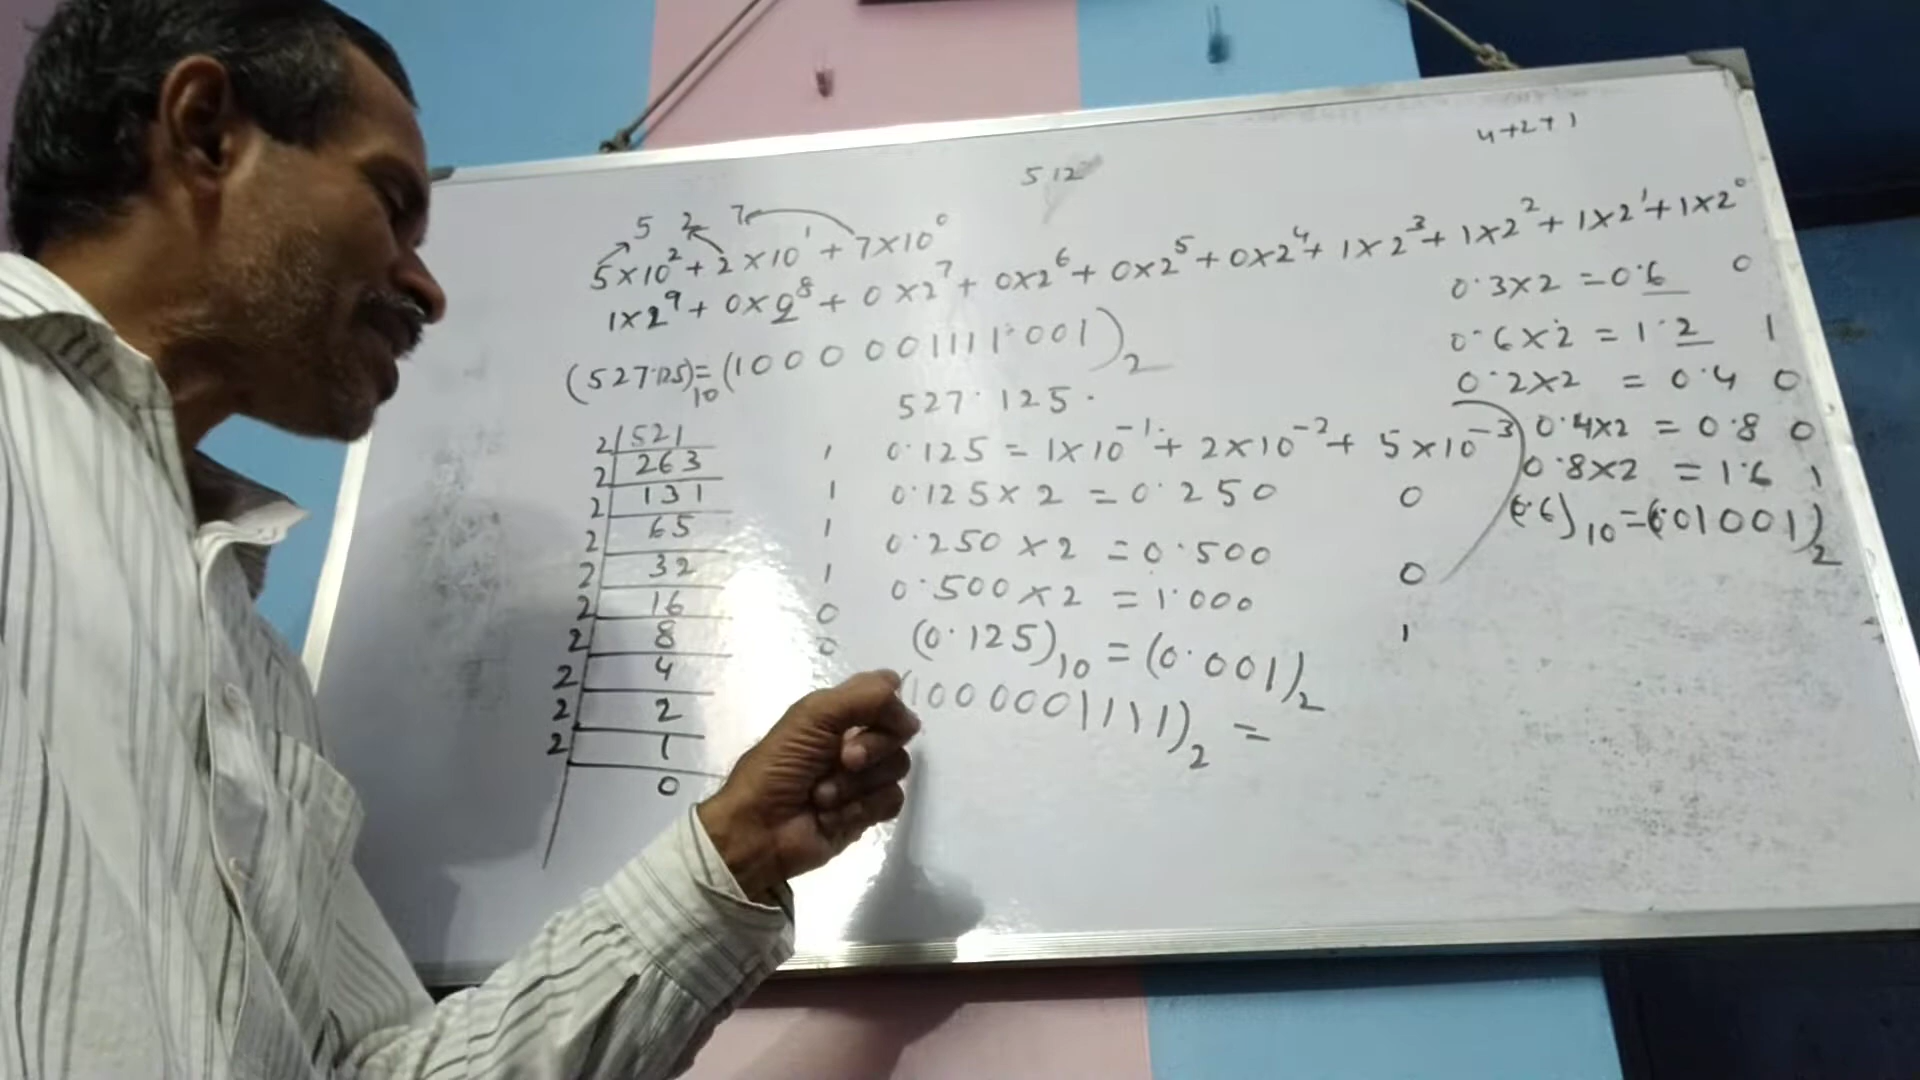 4+2+1
512
5 2 7
5×10² + 2×10¹ + 7×10⁰
1×2⁹ + 0×2⁸ + 0×2⁷ + 0×2⁶ + 0×2⁵ + 0×2⁴ + 1×2³ + 1×2² + 1×2¹ + 1×2⁰
(527.125)₁₀ = (1000001111.001)₂
527.125.
2 521
2 263 1
2 131 1
2 65 1
2 32 1
2 16 0
2 8 0
2 4
2 2
2 1
0
0.125 = 1×10⁻¹ + 2×10⁻² + 5×10⁻³
0.125×2 = 0.250 0
0.250×2 = 0.500 0
0.500×2 = 1.000 1
(0.125)₁₀ = (0.001)₂
(1000001111)₂ =
0.3×2 = 0.6 0
0.6×2 = 1.2 1
0.2×2 = 0.4 0
0.4×2 = 0.8 0
0.8×2 = 1.6 1
(0.6)₁₀ = (0.01001)₂